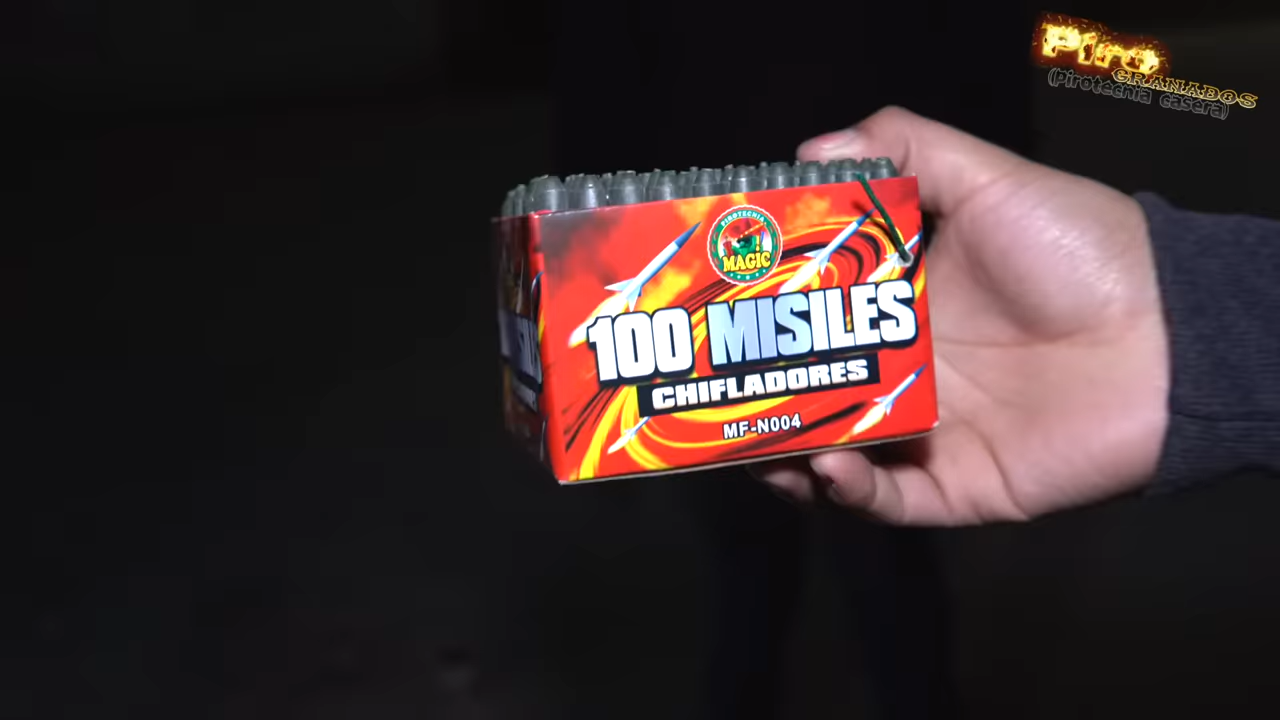 Piro
GRANADOS
(Pirotecnia casera)
PIROTECNIA
MAGIC
100 MISILES
CHIFLADORES
MF-N004